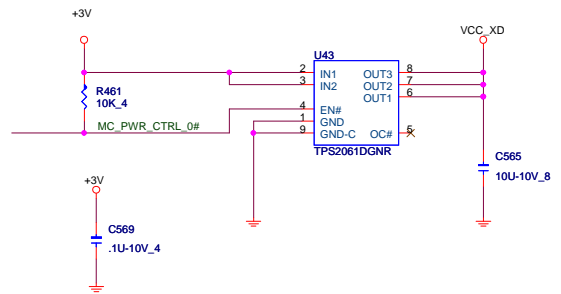 +3V
VCC_XD
U43
2 IN1 OUT3 8
3 IN2 OUT2 7
OUT1 6
R461
10K_4
4 EN#
1 GND
9 GND-C OC# 5
MC_PWR_CTRL_0#
TPS2061DGNR
C565
10U-10V_8
+3V
C569
.1U-10V_4